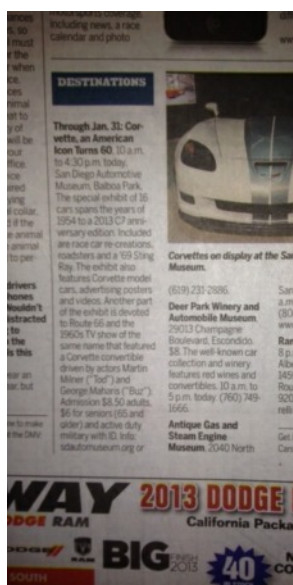 including news, a race
calendar and photo
DESTINATIONS
Through Jan. 31: Cor-
vette, an American
Icon Turns 60, 10 a.m.
to 4:30 p.m. today,
San Diego Automotive
Museum, Balboa Park.
The special exhibit of 16
cars spans the years of
1954 to a 2013 C7 anni-
versary edition. Included
are race car re-creations,
roadsters and a '69 Sting
Ray. The exhibit also
features Corvette model
cars, advertising posters
and videos. Another part
of the exhibit is devoted
to Route 66 and the
1960s TV show of the
same name that featured
a Corvette convertible
driven by actors Martin
Milner ("Tod") and
George Maharis ("Buz").
Admission $8.50 adults,
$6 for seniors (65 and
older) and active duty
military with ID. Info:
sdautomuseum.org or
Corvettes on display at the Sa
Museum.
(619) 231-2886.
Deer Park Winery and
Automobile Museum,
29013 Champagne
Boulevard, Escondido.
$8. The well-known car
collection and winery
features red wines and
convertibles. 10 a.m. to
5 p.m. today. (760) 749-
1666.
Antique Gas and
Steam Engine
Museum, 2040 North
WAY 2013 DODGE
DODGE RAM
California Packa
DODGE RAM BIG FINISH 2013 40
SOUTH